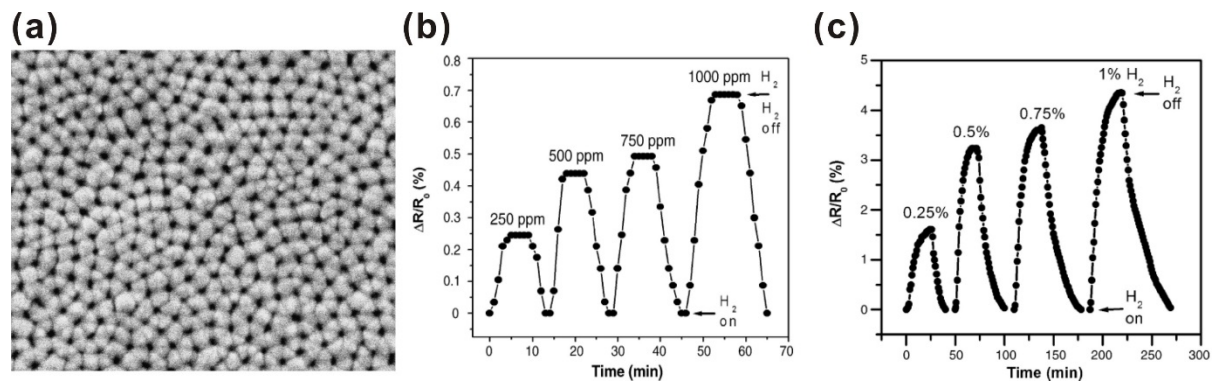 (a)
(b)
0.8
0.7
0.6
0.5
0.4
0.3
0.2
0.1
0
ΔR/R0 (%)
250 ppm
500 ppm
750 ppm
1000 ppm
H2
H2
off
H2
on
0 10 20 30 40 50 60 70
Time (min)
(c)
5
4
3
2
1
0
ΔR/R0 (%)
0.25%
0.5%
0.75%
1% H2
H2
off
H2
on
0 50 100 150 200 250 300
Time (min)